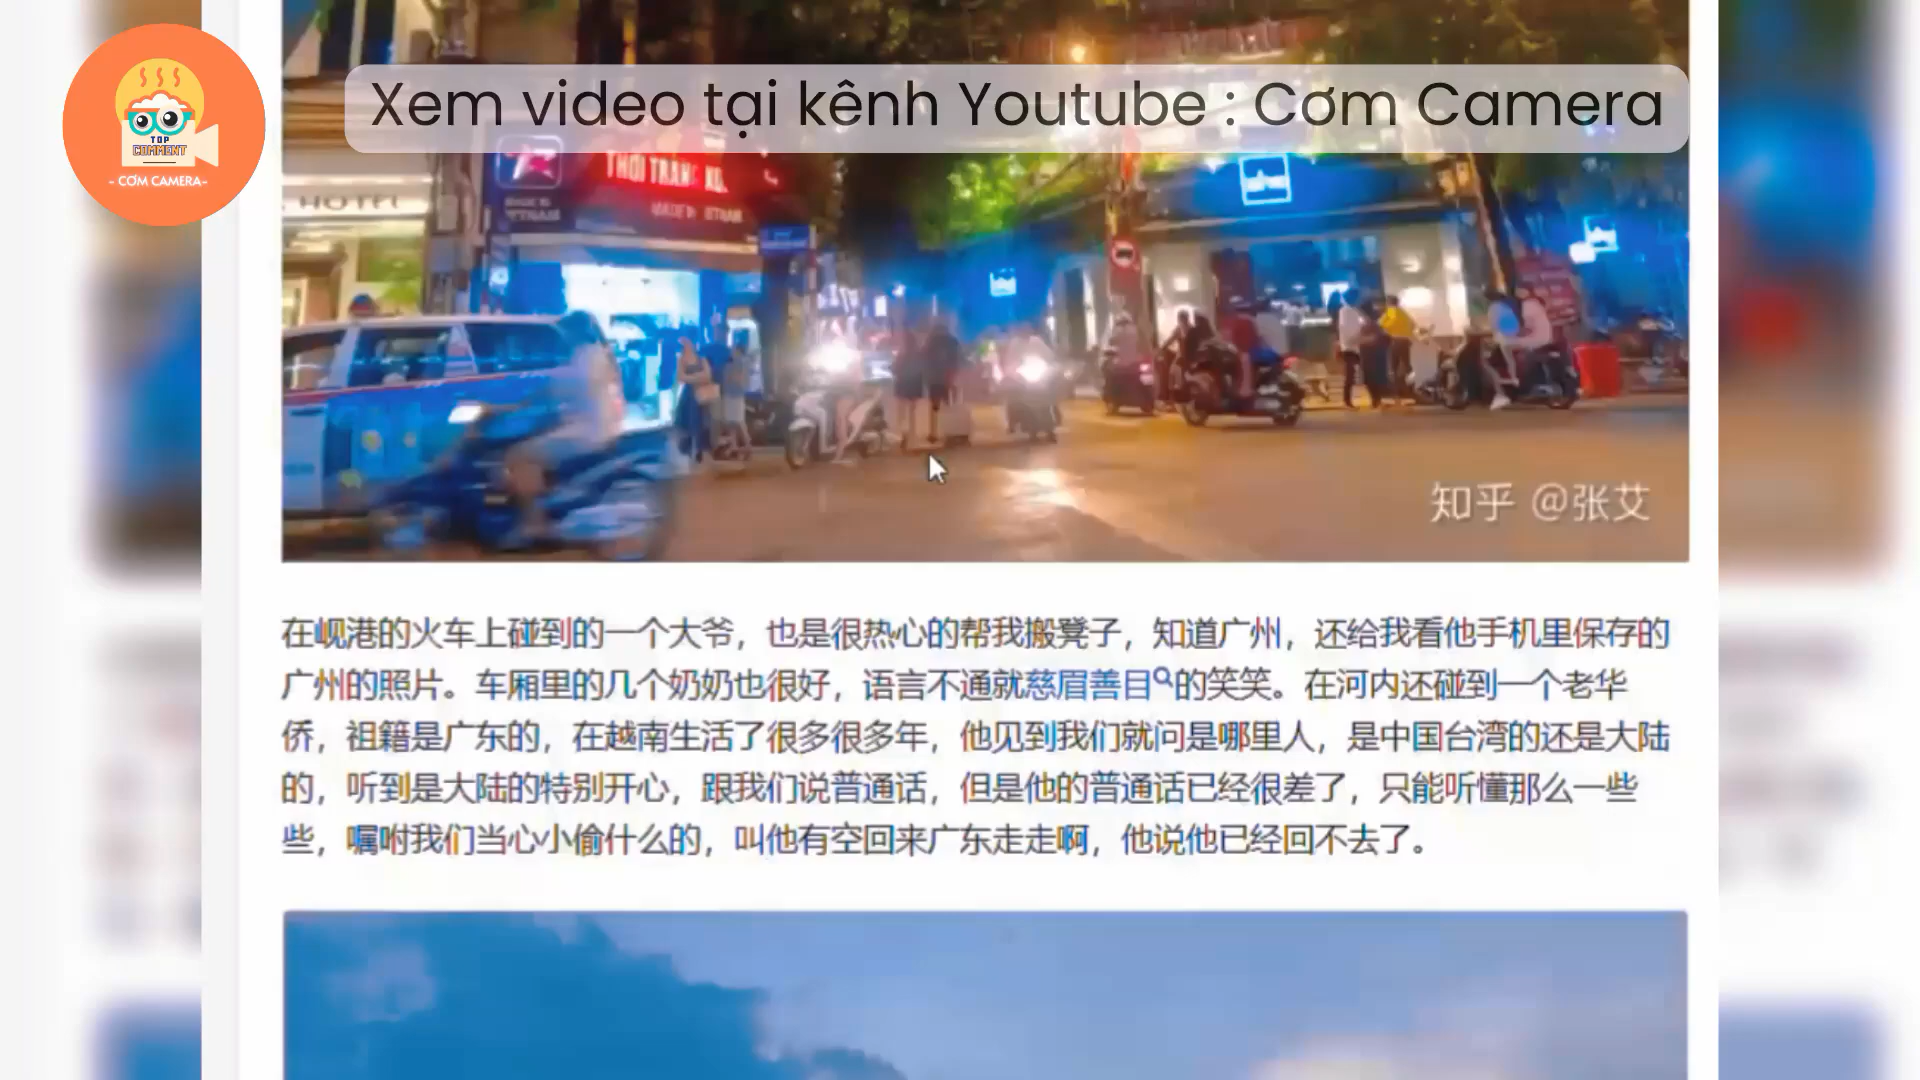 Xem video tại kênh Youtube : Cơm Camera
TOP
COMMENT
- CƠM CAMERA-
HOTEL
THỜI TRANG
知乎 @张艾
在岘港的火车上碰到的一个大爷，也是很热心的帮我搬凳子，知道广州，还给我看他手机里保存的
广州的照片。车厢里的几个奶奶也很好，语言不通就慈眉善目的笑笑。在河内还碰到一个老华
侨，祖籍是广东的，在越南生活了很多很多年，他见到我们就问是哪里人，是中国台湾的还是大陆
的，听到是大陆的特别开心，跟我们说普通话，但是他的普通话已经很差了，只能听懂那么一些
些，嘱咐我们当心小偷什么的，叫他有空回来广东走走啊，他说他已经回不去了。